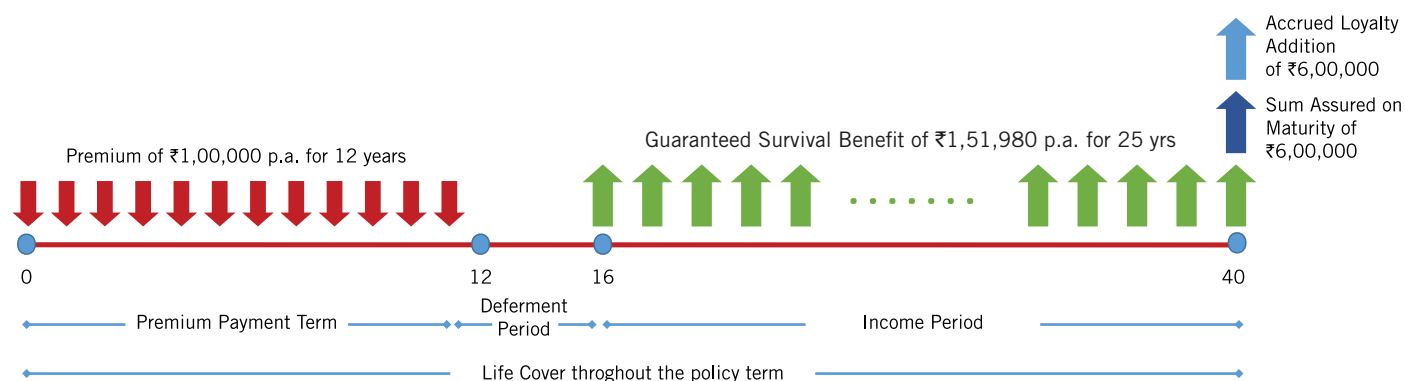 Accrued Loyalty
Addition
of ₹6,00,000
Sum Assured on
Maturity of
₹6,00,000
Guaranteed Survival Benefit of ₹1,51,980 p.a. for 25 yrs
Premium of ₹1,00,000 p.a. for 12 years
0
12
16
40
Premium Payment Term
Deferment
Period
Income Period
Life Cover throghout the policy term